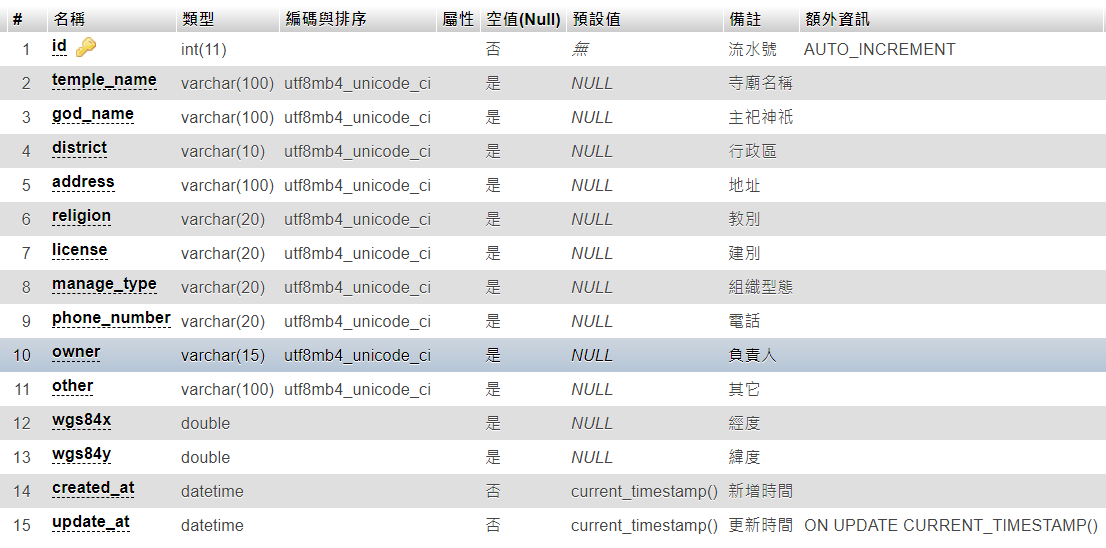 # 名稱 類型 編碼與排序 屬性 空值(Null) 預設值 備註 額外資訊
1 id int(11) 否 無 流水號 AUTO_INCREMENT
2 temple_name varchar(100) utf8mb4_unicode_ci 是 NULL 寺廟名稱
3 god_name varchar(100) utf8mb4_unicode_ci 是 NULL 主祀神祇
4 district varchar(10) utf8mb4_unicode_ci 是 NULL 行政區
5 address varchar(100) utf8mb4_unicode_ci 是 NULL 地址
6 religion varchar(20) utf8mb4_unicode_ci 是 NULL 教別
7 license varchar(20) utf8mb4_unicode_ci 是 NULL 建別
8 manage_type varchar(20) utf8mb4_unicode_ci 是 NULL 組織型態
9 phone_number varchar(20) utf8mb4_unicode_ci 是 NULL 電話
10 owner varchar(15) utf8mb4_unicode_ci 是 NULL 負責人
11 other varchar(100) utf8mb4_unicode_ci 是 NULL 其它
12 wgs84x double 是 NULL 經度
13 wgs84y double 是 NULL 緯度
14 created_at datetime 否 current_timestamp() 新增時間
15 update_at datetime 否 current_timestamp() 更新時間 ON UPDATE CURRENT_TIMESTAMP()